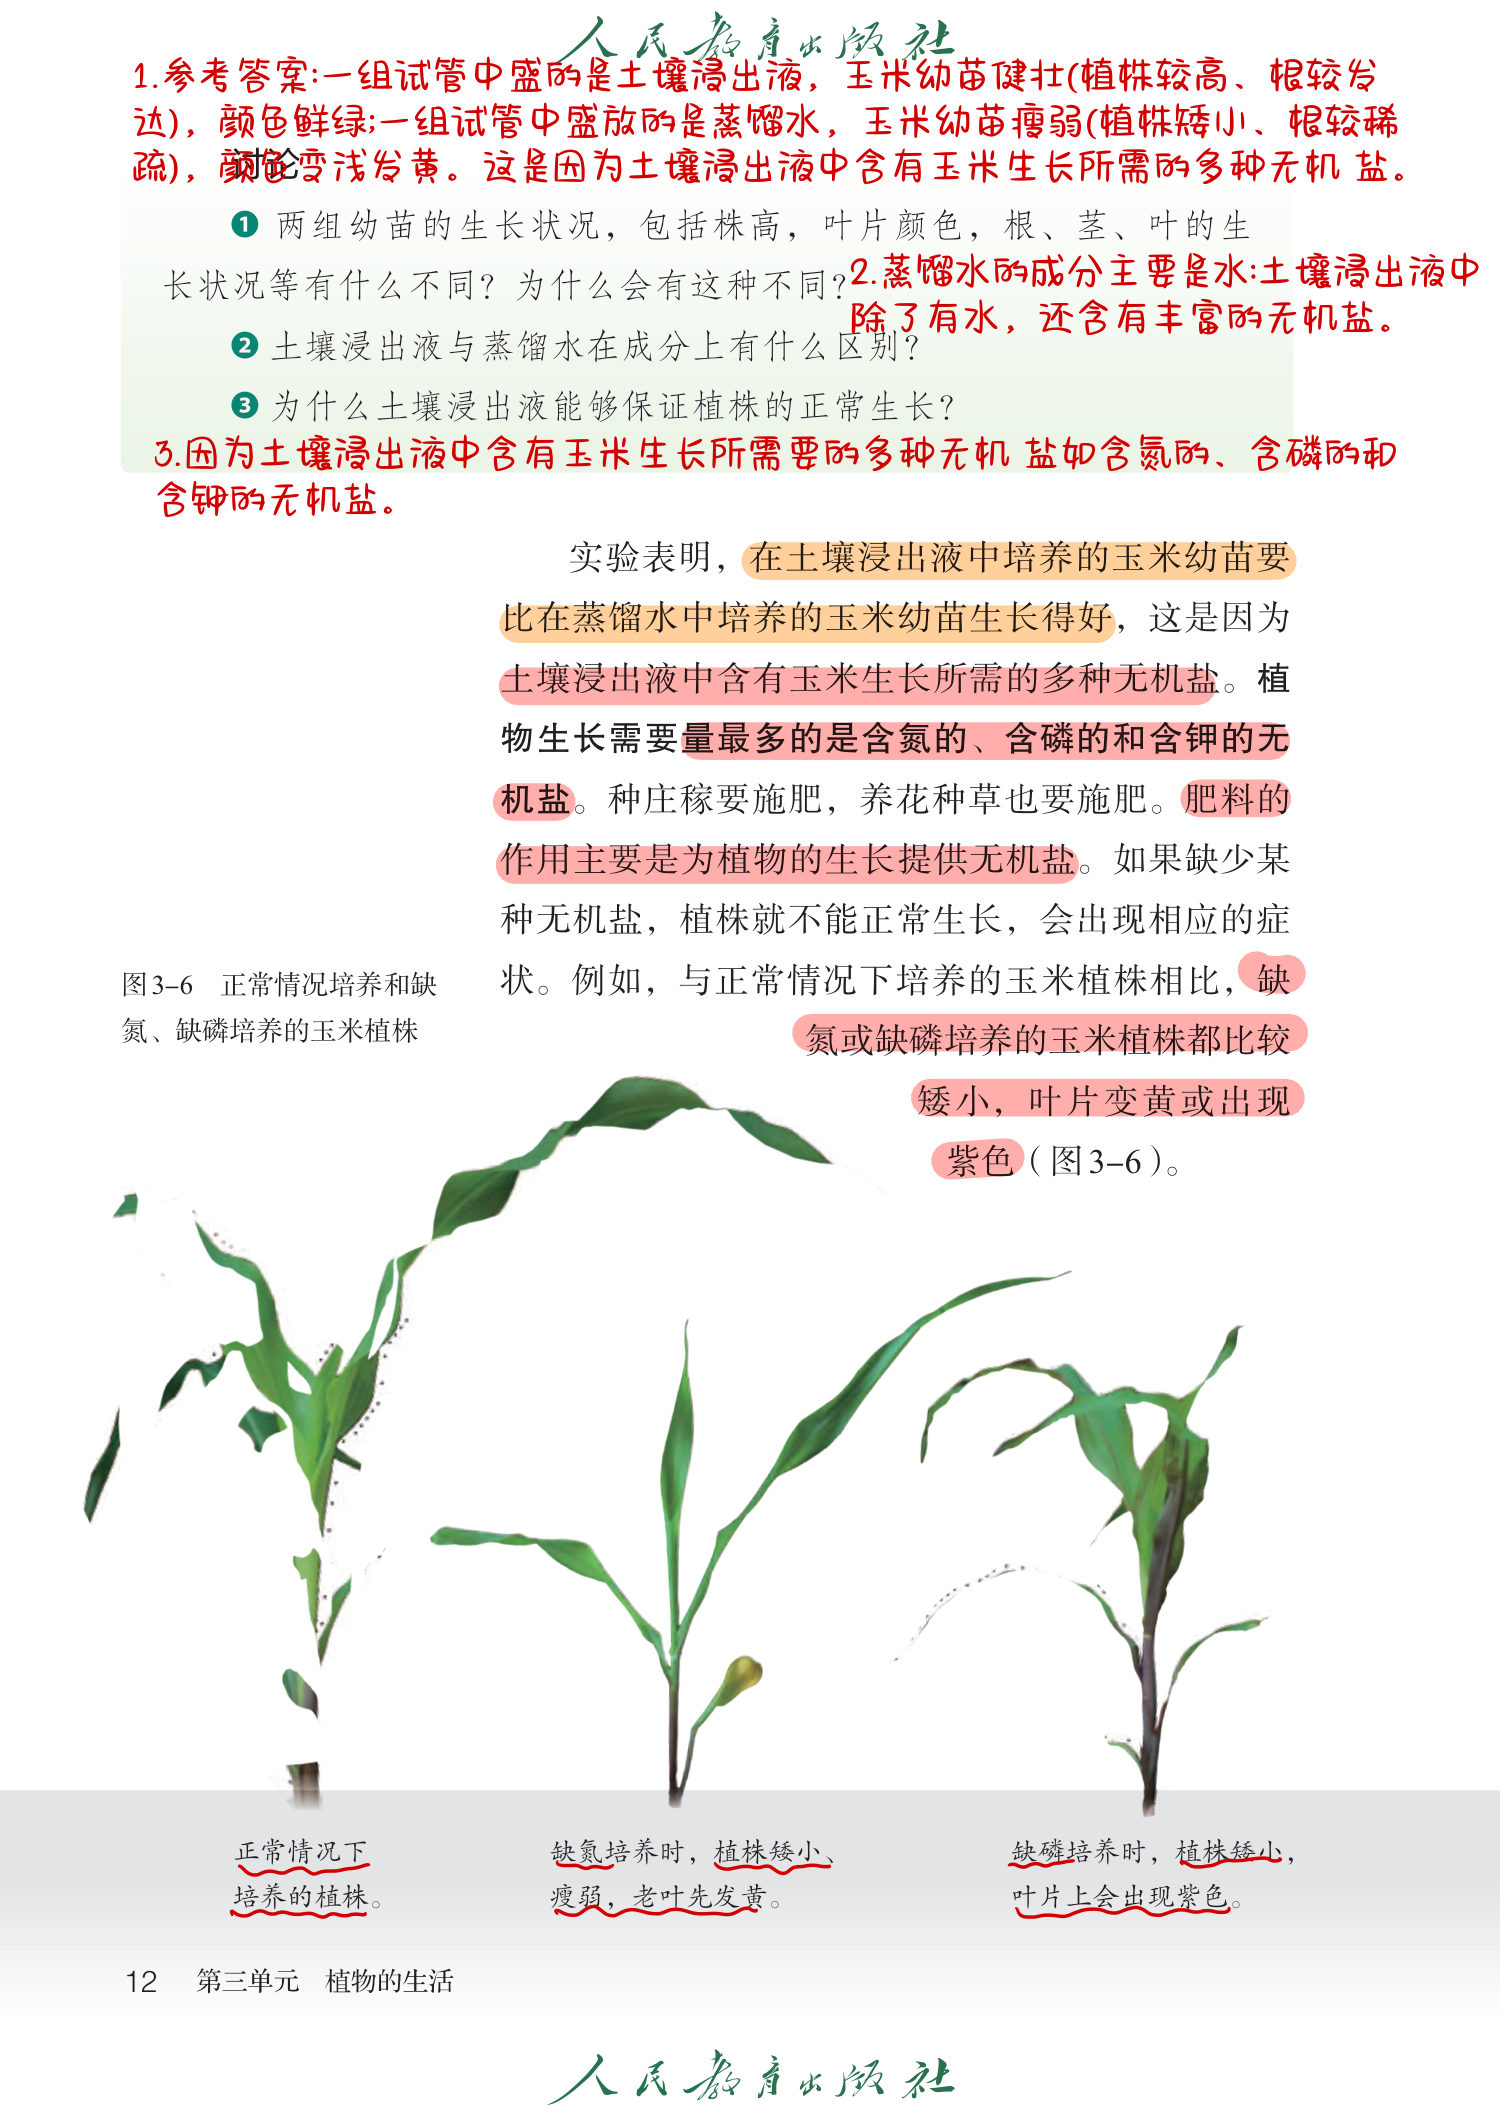 人民教育出版社
1.参考答案:一组试管中盛的是土壤浸出液，玉米幼苗健壮(植株较高、根较发
达)，颜色鲜绿;一组试管中盛放的是蒸馏水，玉米幼苗瘦弱(植株矮小、根较稀
疏)，颜色变浅发黄。这是因为土壤浸出液中含有玉米生长所需的多种无机 盐。
讨论
1 两组幼苗的生长状况，包括株高，叶片颜色，根、茎、叶的生
长状况等有什么不同？为什么会有这种不同？
2.蒸馏水的成分主要是水:土壤浸出液中
除了有水，还含有丰富的无机盐。
2 土壤浸出液与蒸馏水在成分上有什么区别？
3 为什么土壤浸出液能够保证植株的正常生长？
3.因为土壤浸出液中含有玉米生长所需要的多种无机 盐如含氮的、含磷的和
含钾的无机盐。
实验表明，在土壤浸出液中培养的玉米幼苗要
比在蒸馏水中培养的玉米幼苗生长得好，这是因为
土壤浸出液中含有玉米生长所需的多种无机盐。植
物生长需要量最多的是含氮的、含磷的和含钾的无
机盐。种庄稼要施肥，养花种草也要施肥。肥料的
作用主要是为植物的生长提供无机盐。如果缺少某
种无机盐，植株就不能正常生长，会出现相应的症
状。例如，与正常情况下培养的玉米植株相比，缺
氮或缺磷培养的玉米植株都比较
矮小，叶片变黄或出现
紫色（图3-6）。
图3-6 正常情况培养和缺
氮、缺磷培养的玉米植株
正常情况下
培养的植株。
缺氮培养时，植株矮小、
瘦弱，老叶先发黄。
缺磷培养时，植株矮小，
叶片上会出现紫色。
12 第三单元 植物的生活
人民教育出版社